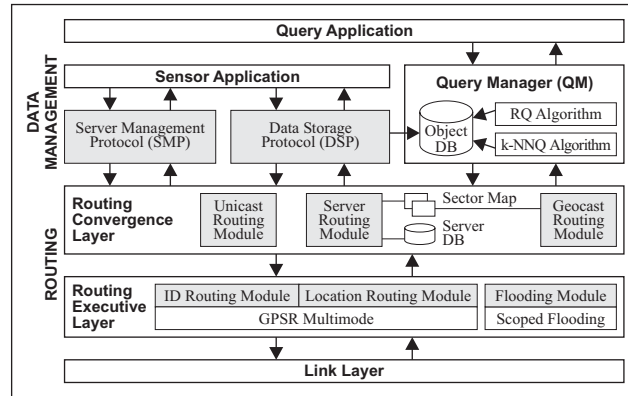 Query Application
DATA
MANAGEMENT
Sensor Application
Query Manager (QM)
Server Management
Protocol (SMP)
Data Storage
Protocol (DSP)
Object
DB
RQ Algorithm
k-NNQ Algorithm
ROUTING
Routing
Convergence
Layer
Unicast
Routing
Module
Server
Routing
Module
Sector Map
Server
DB
Geocast
Routing
Module
Routing
Executive
Layer
ID Routing Module
Location Routing Module
GPSR Multimode
Flooding Module
Scoped Flooding
Link Layer